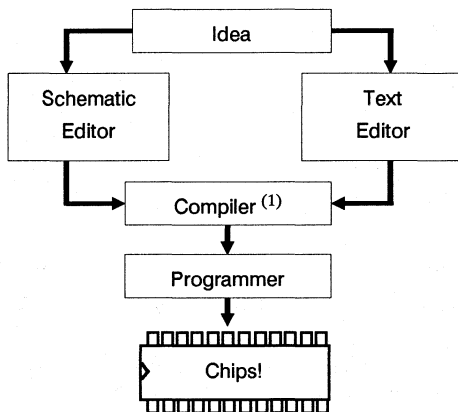 Idea
Schematic
Editor
Text
Editor
Compiler (1)
Programmer
Chips!